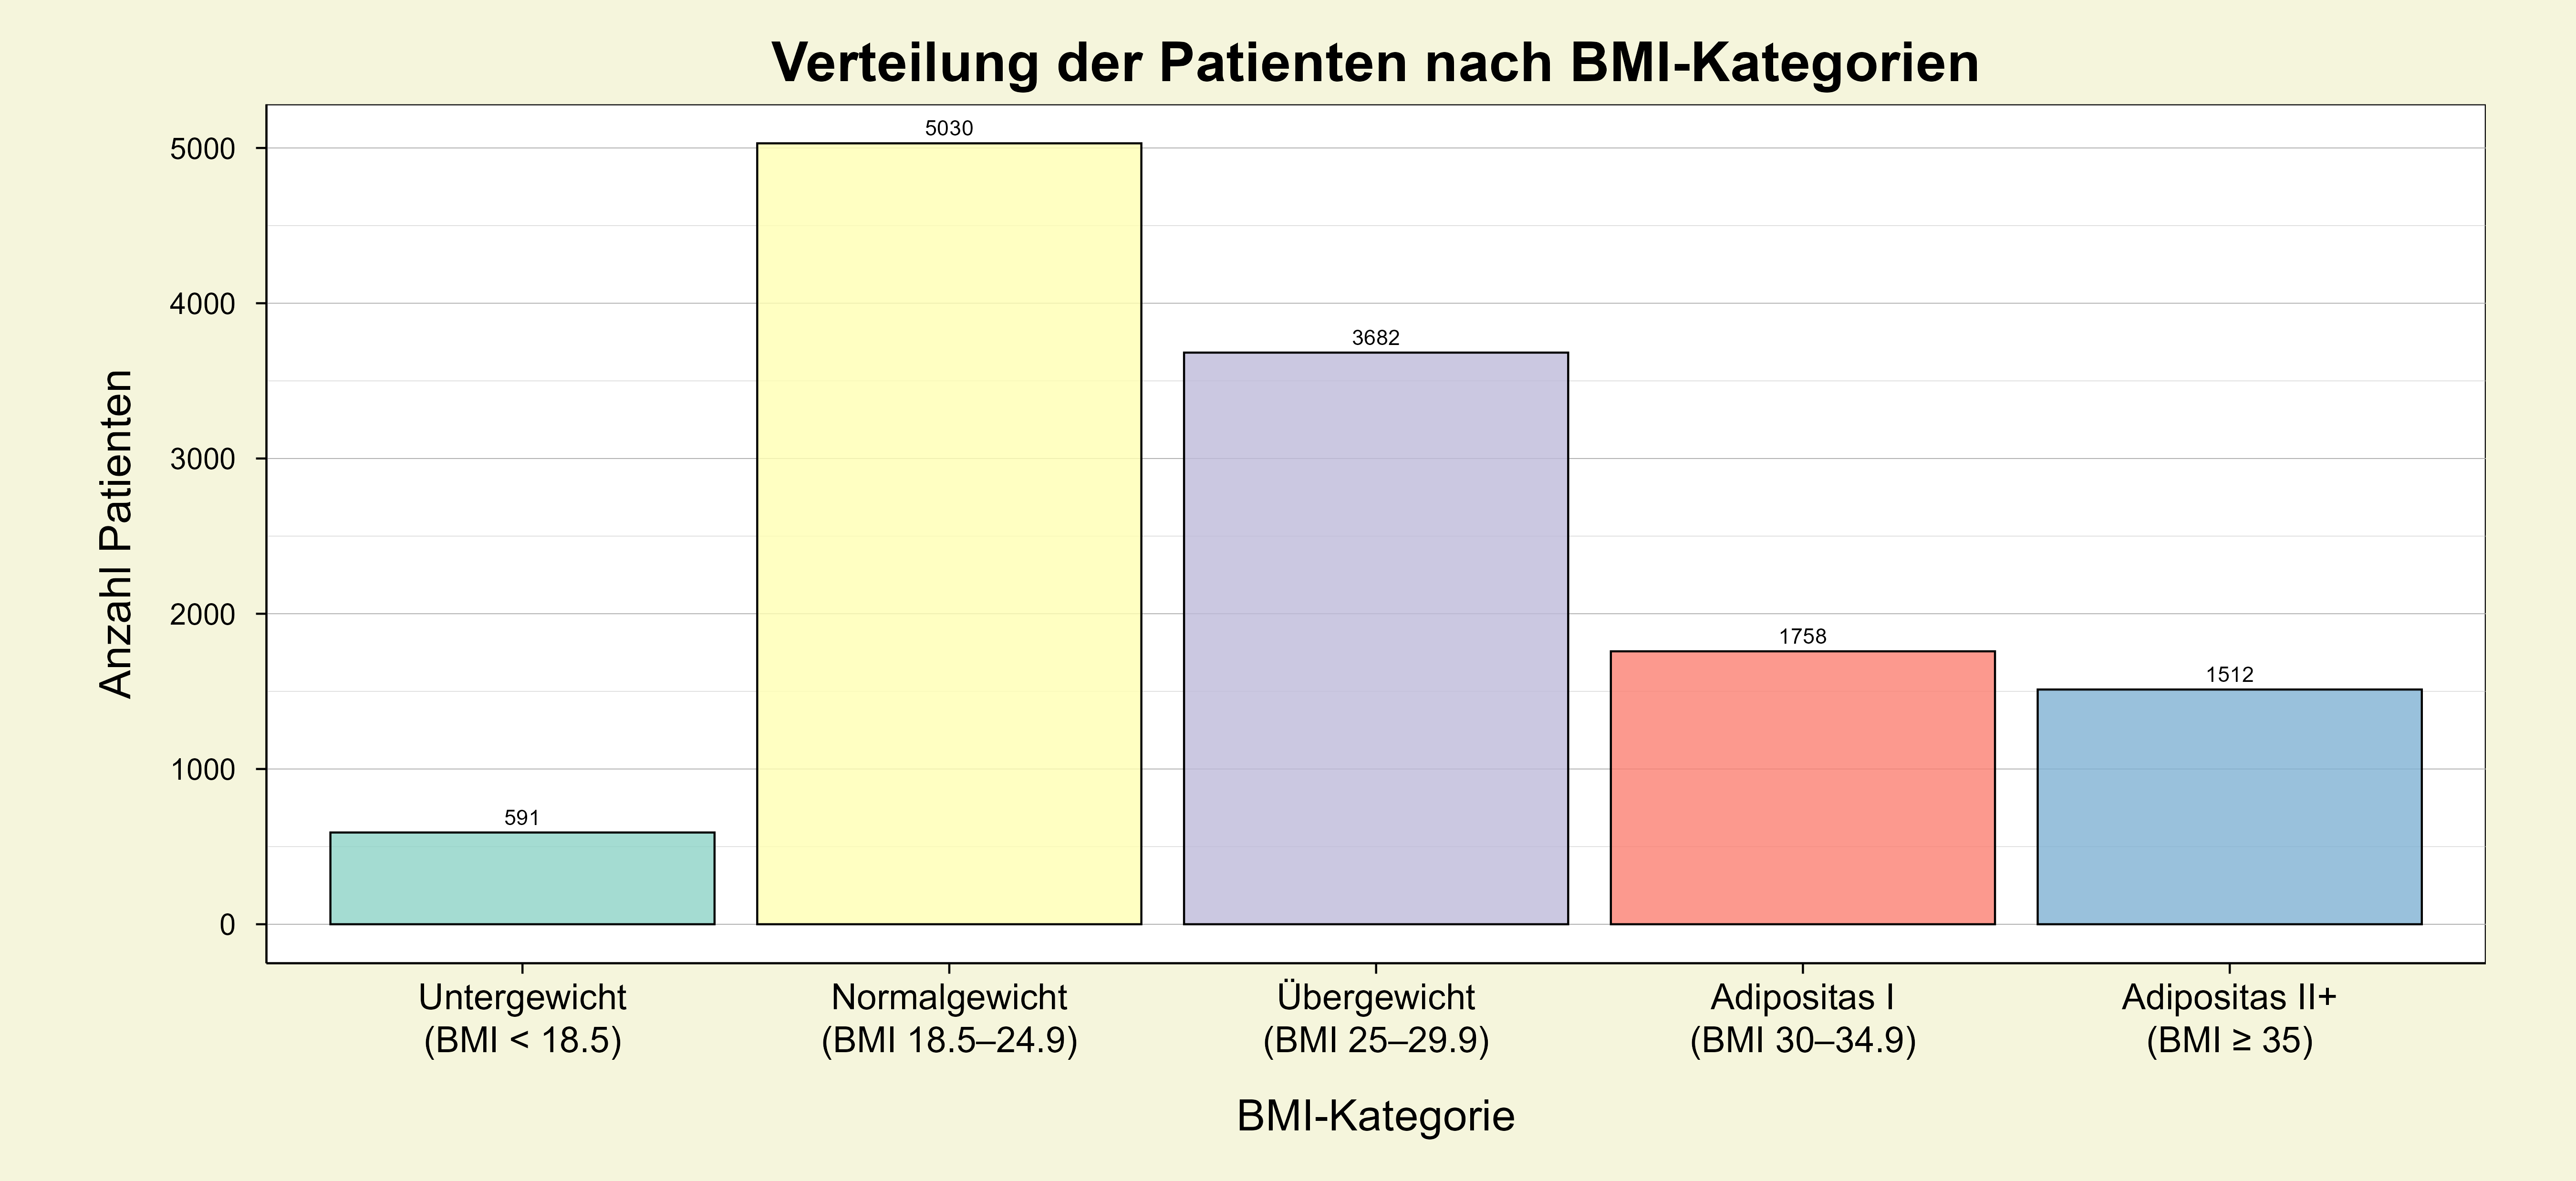 Verteilung der Patienten nach BMI-Kategorien
Anzahl Patienten
5000
4000
3000
2000
1000
0
591
5030
3682
1758
1512
Untergewicht
(BMI < 18.5)
Normalgewicht
(BMI 18.5–24.9)
Übergewicht
(BMI 25–29.9)
Adipositas I
(BMI 30–34.9)
Adipositas II+
(BMI ≥ 35)
BMI-Kategorie